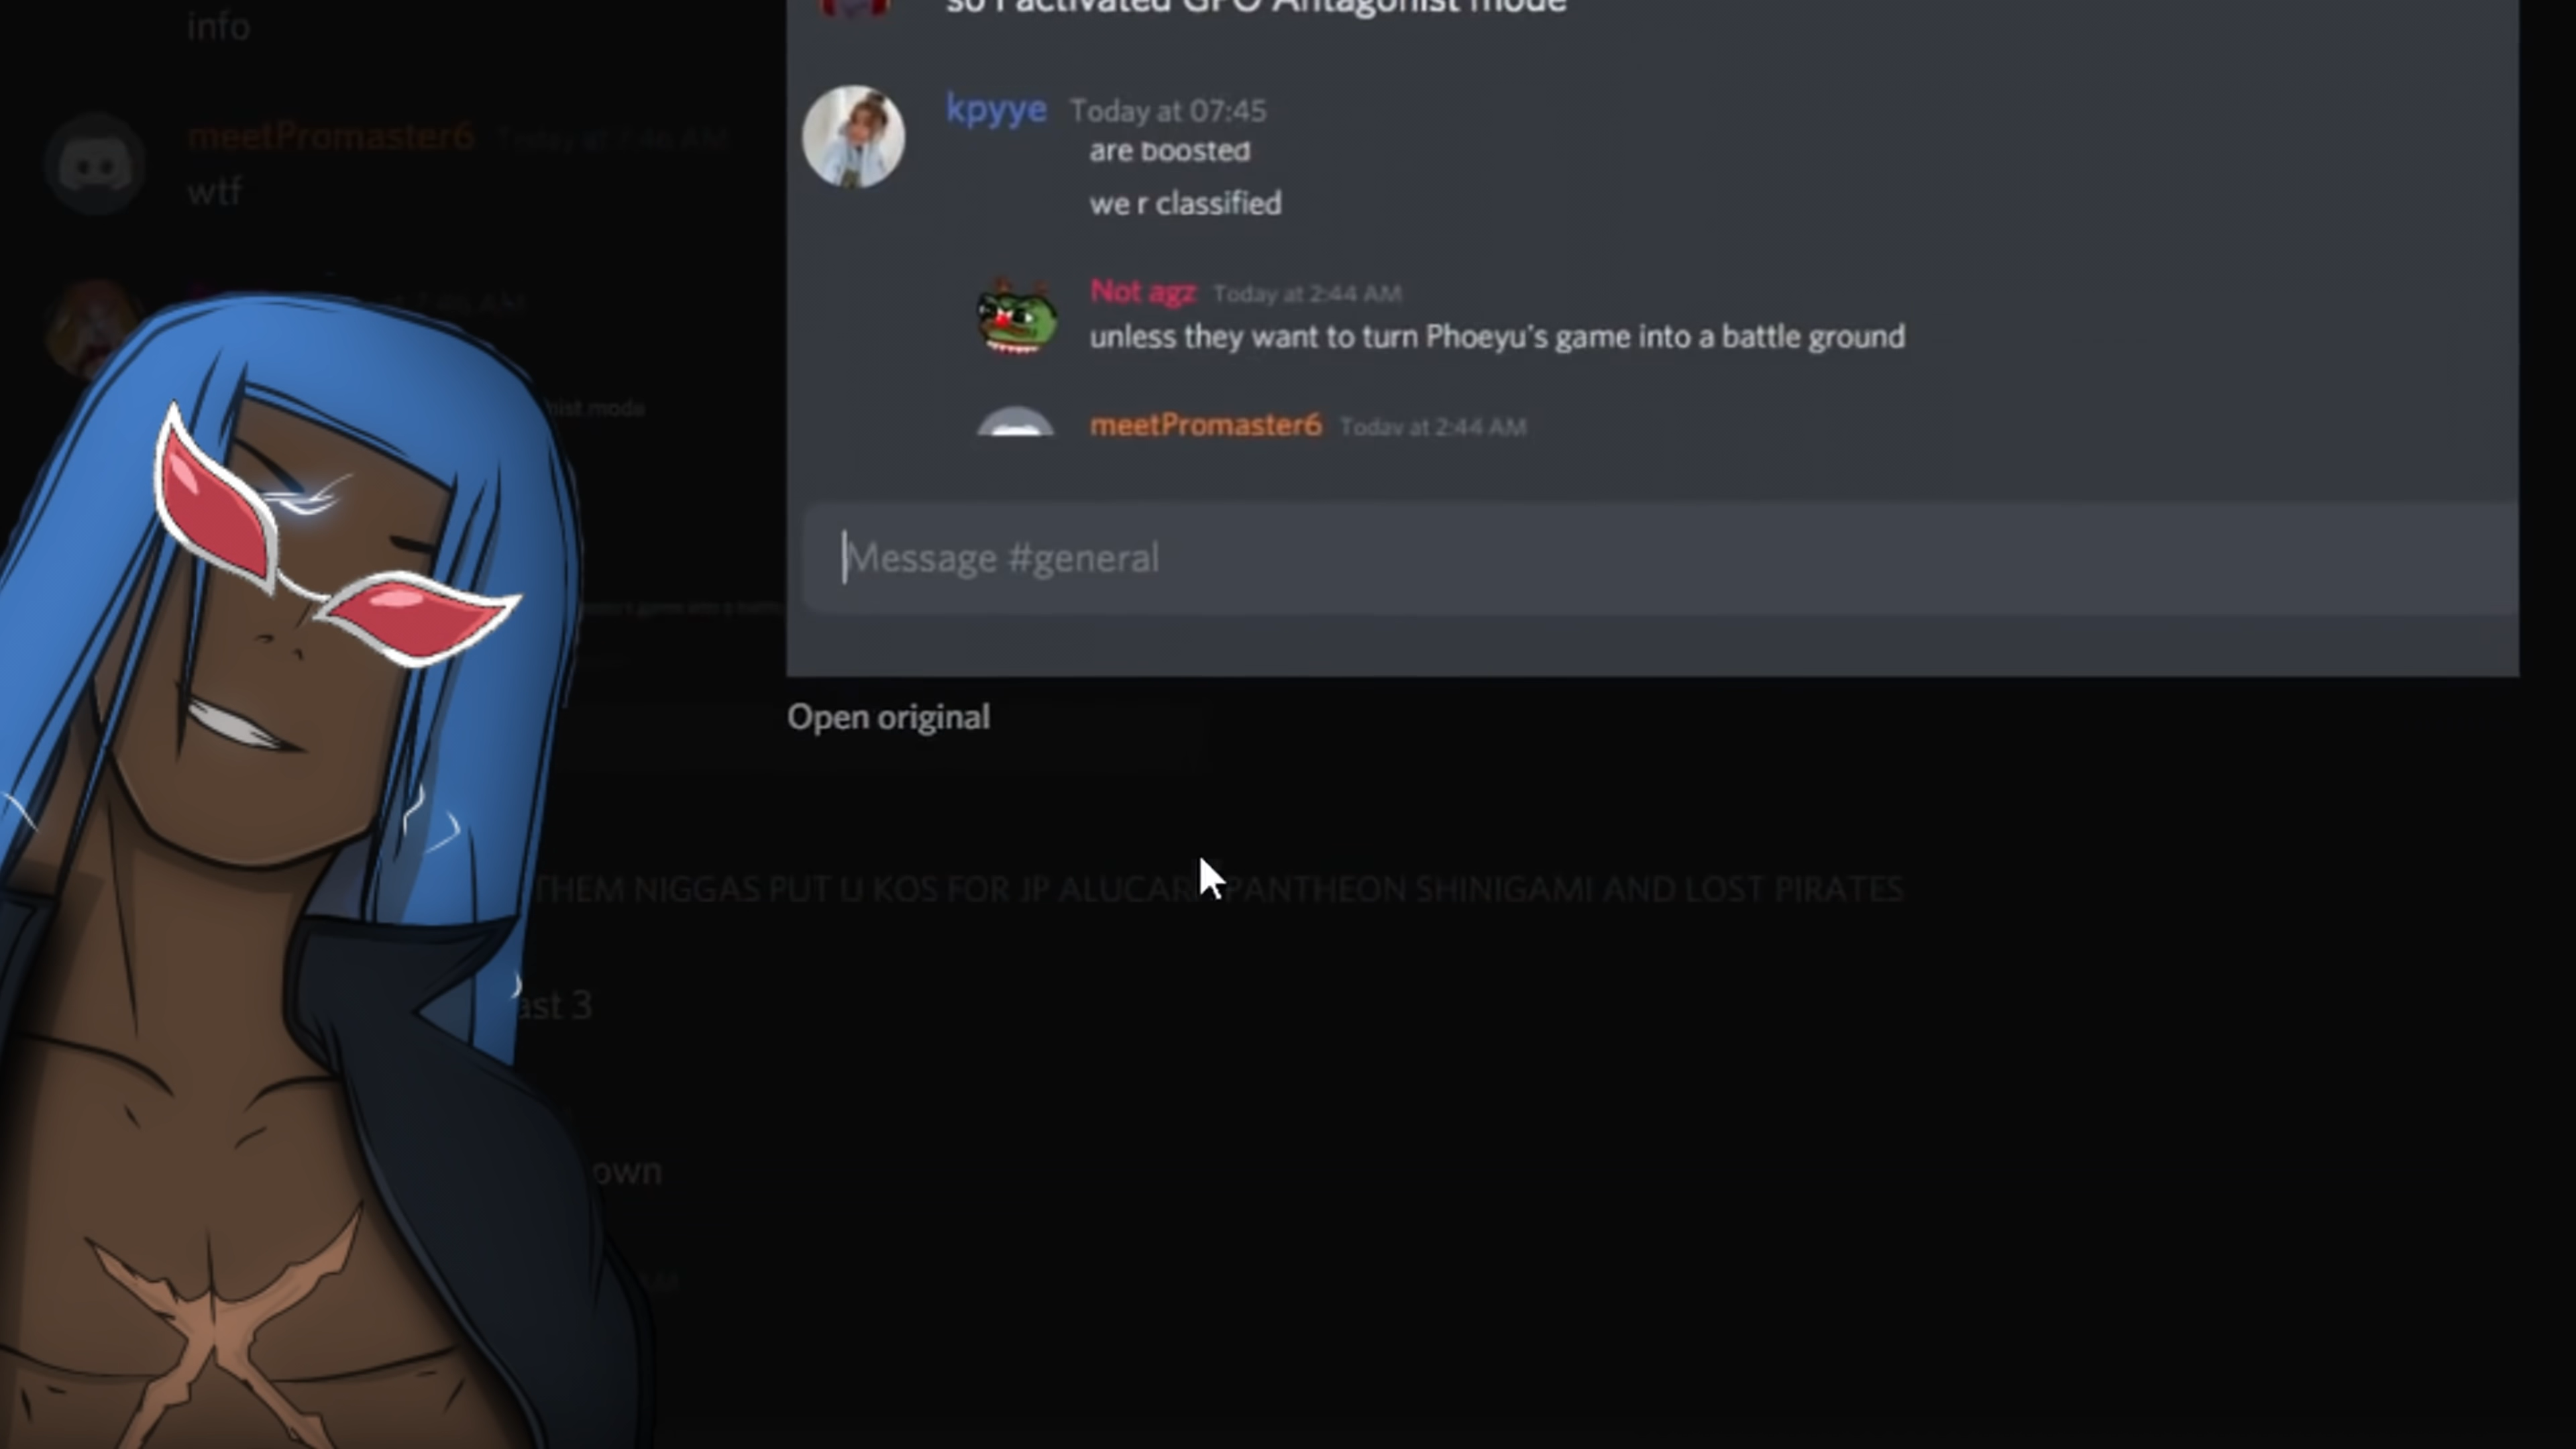 info
meetPromaster6 Today at 7:46 AM
wtf
so I activated GPO Antagonist mode
kpyye Today at 07:45
are boosted
we r classified
Not agz Today at 2:44 AM
unless they want to turn Phoeyu's game into a battle ground
meetPromaster6 Today at 2:44 AM
Message #general
Open original
THEM NIGGAS PUT U KOS FOR JP PANTHEON SHINIGAMI AND LOST PIRATES
3